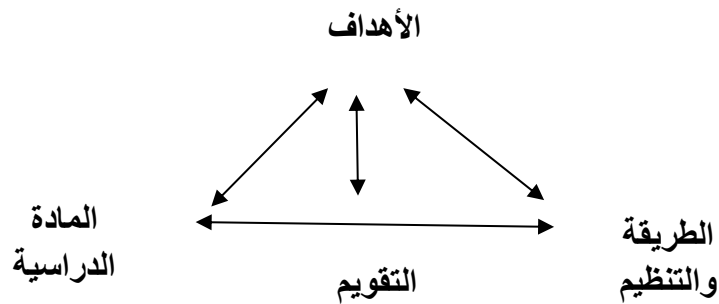 الأهداف
الطريقة
والتنظيم
المادة
الدراسية
التقويم